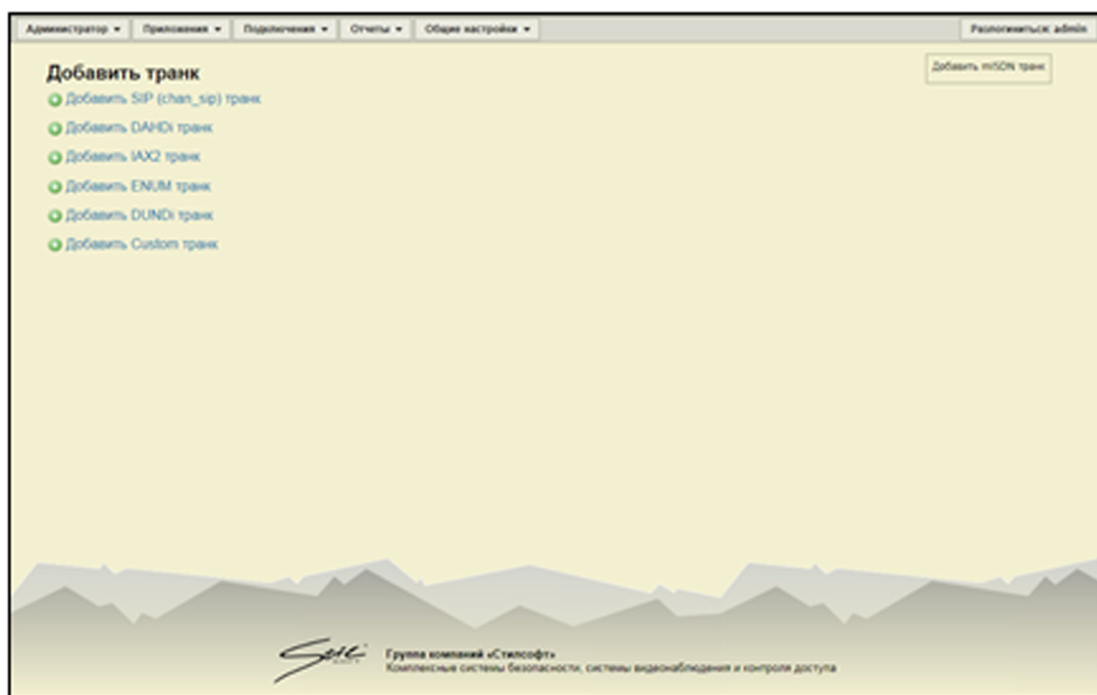 Администратор Приложения Подключения Отчеты Общие настройки Разлогиниться: admin
Добавить транк
Добавить mISDN транк
Добавить SIP (chan_sip) транк
Добавить DAHDi транк
Добавить IAX2 транк
Добавить ENUM транк
Добавить DUNDi транк
Добавить Custom транк
Группа компаний «Стилсофт»
Комплексные системы безопасности, системы видеонаблюдения и контроля доступа